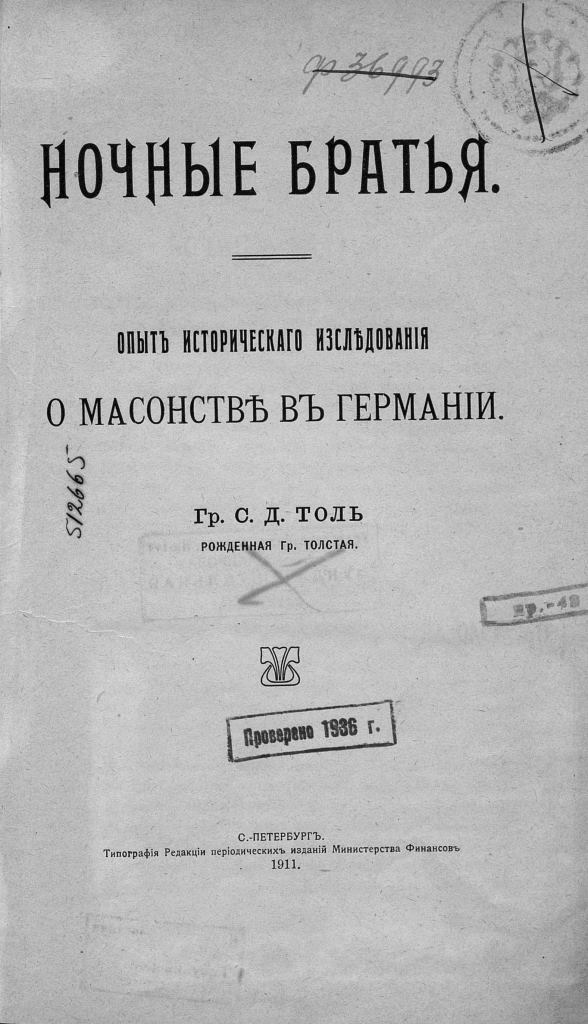 ф 36993
НОЧНЫЕ БРАТЬЯ.
ОПЫТЪ ИСТОРИЧЕСКАГО ИЗСЛѢДОВАНІЯ
О МАСОНСТВѢ ВЪ ГЕРМАНІИ.
512665
Гр. С. Д. ТОЛЬ
РОЖДЕННАЯ Гр. ТОЛСТАЯ.
Проверено 1936 г.
С.-ПЕТЕРБУРГЪ.
Типографія Редакціи періодическихъ изданій Министерства Финансовъ
1911.